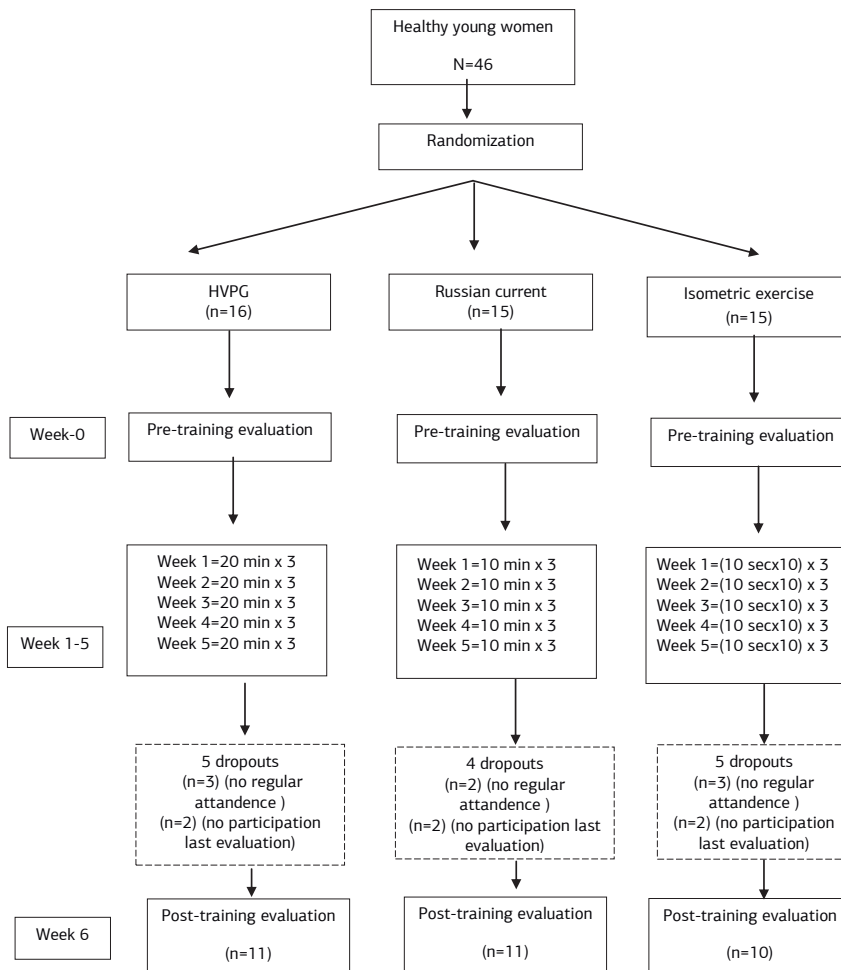 Healthy young women
N=46
Randomization
HVPG
(n=16)
Russian current
(n=15)
Isometric exercise
(n=15)
Week-0
Pre-training evaluation
Pre-training evaluation
Pre-training evaluation
Week 1-5
Week 1=20 min x 3
Week 2=20 min x 3
Week 3=20 min x 3
Week 4=20 min x 3
Week 5=20 min x 3
Week 1=10 min x 3
Week 2=10 min x 3
Week 3=10 min x 3
Week 4=10 min x 3
Week 5=10 min x 3
Week 1=(10 secx10) x 3
Week 2=(10 secx10) x 3
Week 3=(10 secx10) x 3
Week 4=(10 secx10) x 3
Week 5=(10 secx10) x 3
5 dropouts
(n=3) (no regular
attandence )
(n=2) (no participation
last evaluation)
4 dropouts
(n=2) (no regular
attandence )
(n=2) (no participation last
evaluation)
5 dropouts
(n=3) (no regular
attandence )
(n=2) (no participation
last evaluation)
Week 6
Post-training evaluation
(n=11)
Post-training evaluation
(n=11)
Post-training evaluation
(n=10)